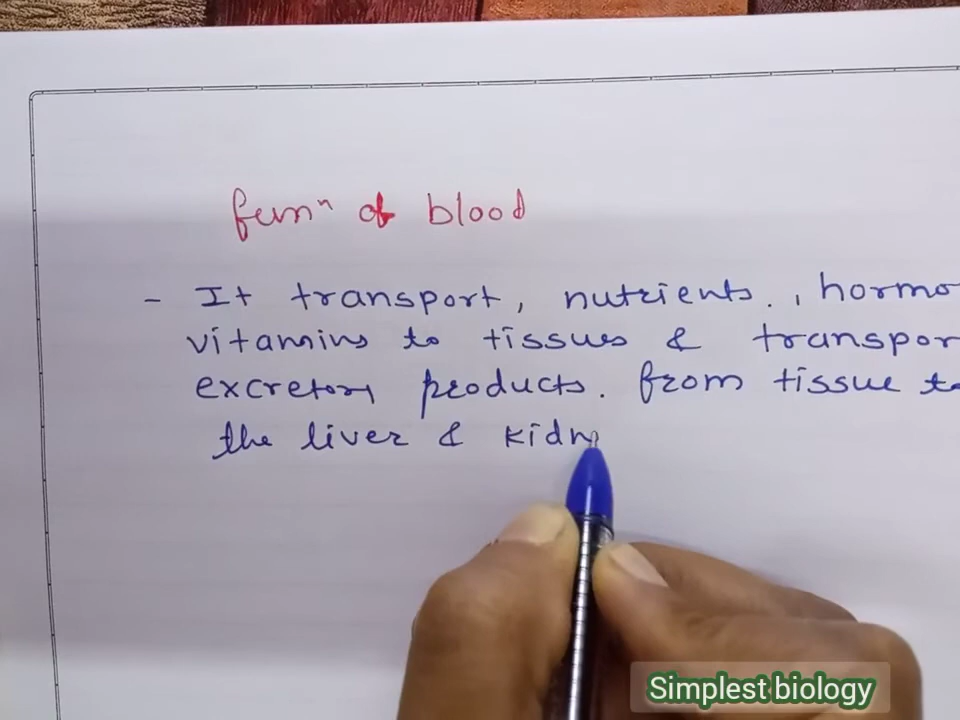 funⁿ of blood
- It transport, nutrients. , hormo
vitamins to tissues & transpor
excretory products. from tissue to
the liver & kidn
Simplest biology